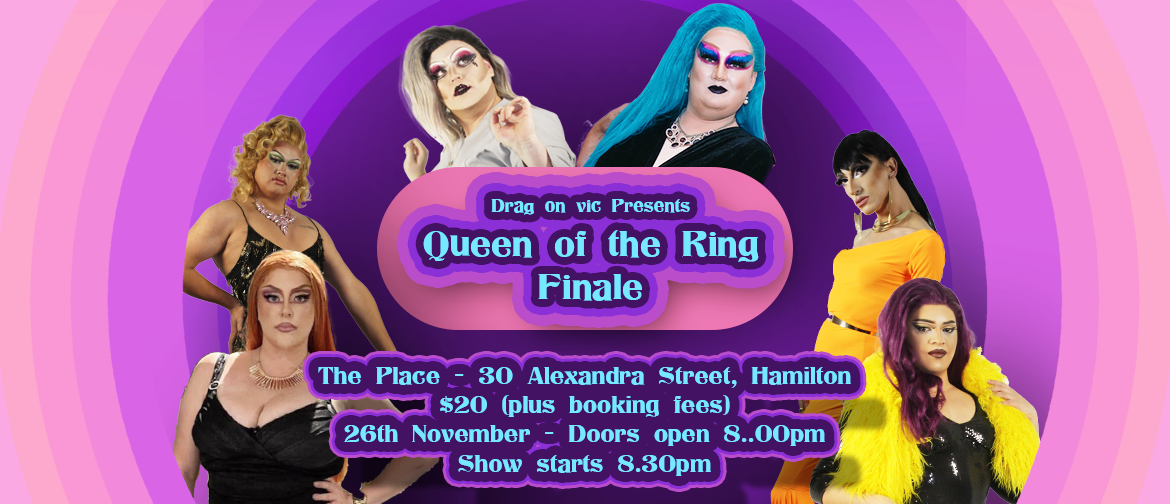 Drag on vic Presents
Queen of the Ring
Finale
The Place - 30 Alexandra Street, Hamilton
$20 (plus booking fees)
26th November - Doors open 8..00pm
Show starts 8.30pm